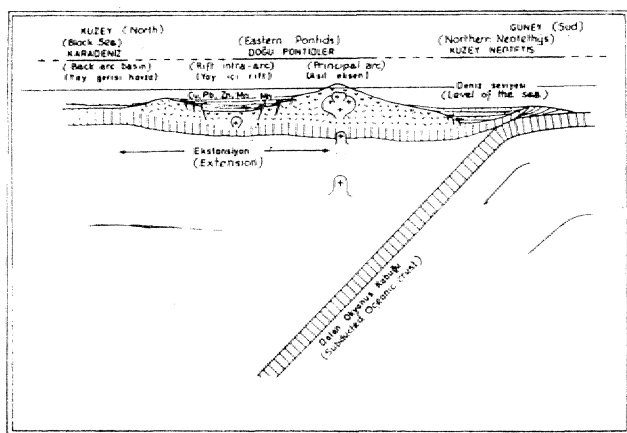 KUZEY (North)
(Black Sea)
KARADENİZ
(Eastern Pontids)
DOĞU PONTİDLER
GÜNEY (Sud)
(Northern Neotethys)
KUZEY NEOTETİS
(Back arc basin)
(Yay gerisi havza)
(Rift intra-arc)
(Yay içi rift)
(Principal arc)
(Asıl eksen)
Cu, Pb, Zn, Mn
Mn
Deniz seviyesi
(Level of the sea)
Ekstansiyon
(Extension)
Dalan Okyanus Kabuğu
(Subducted Oceanic Crust)